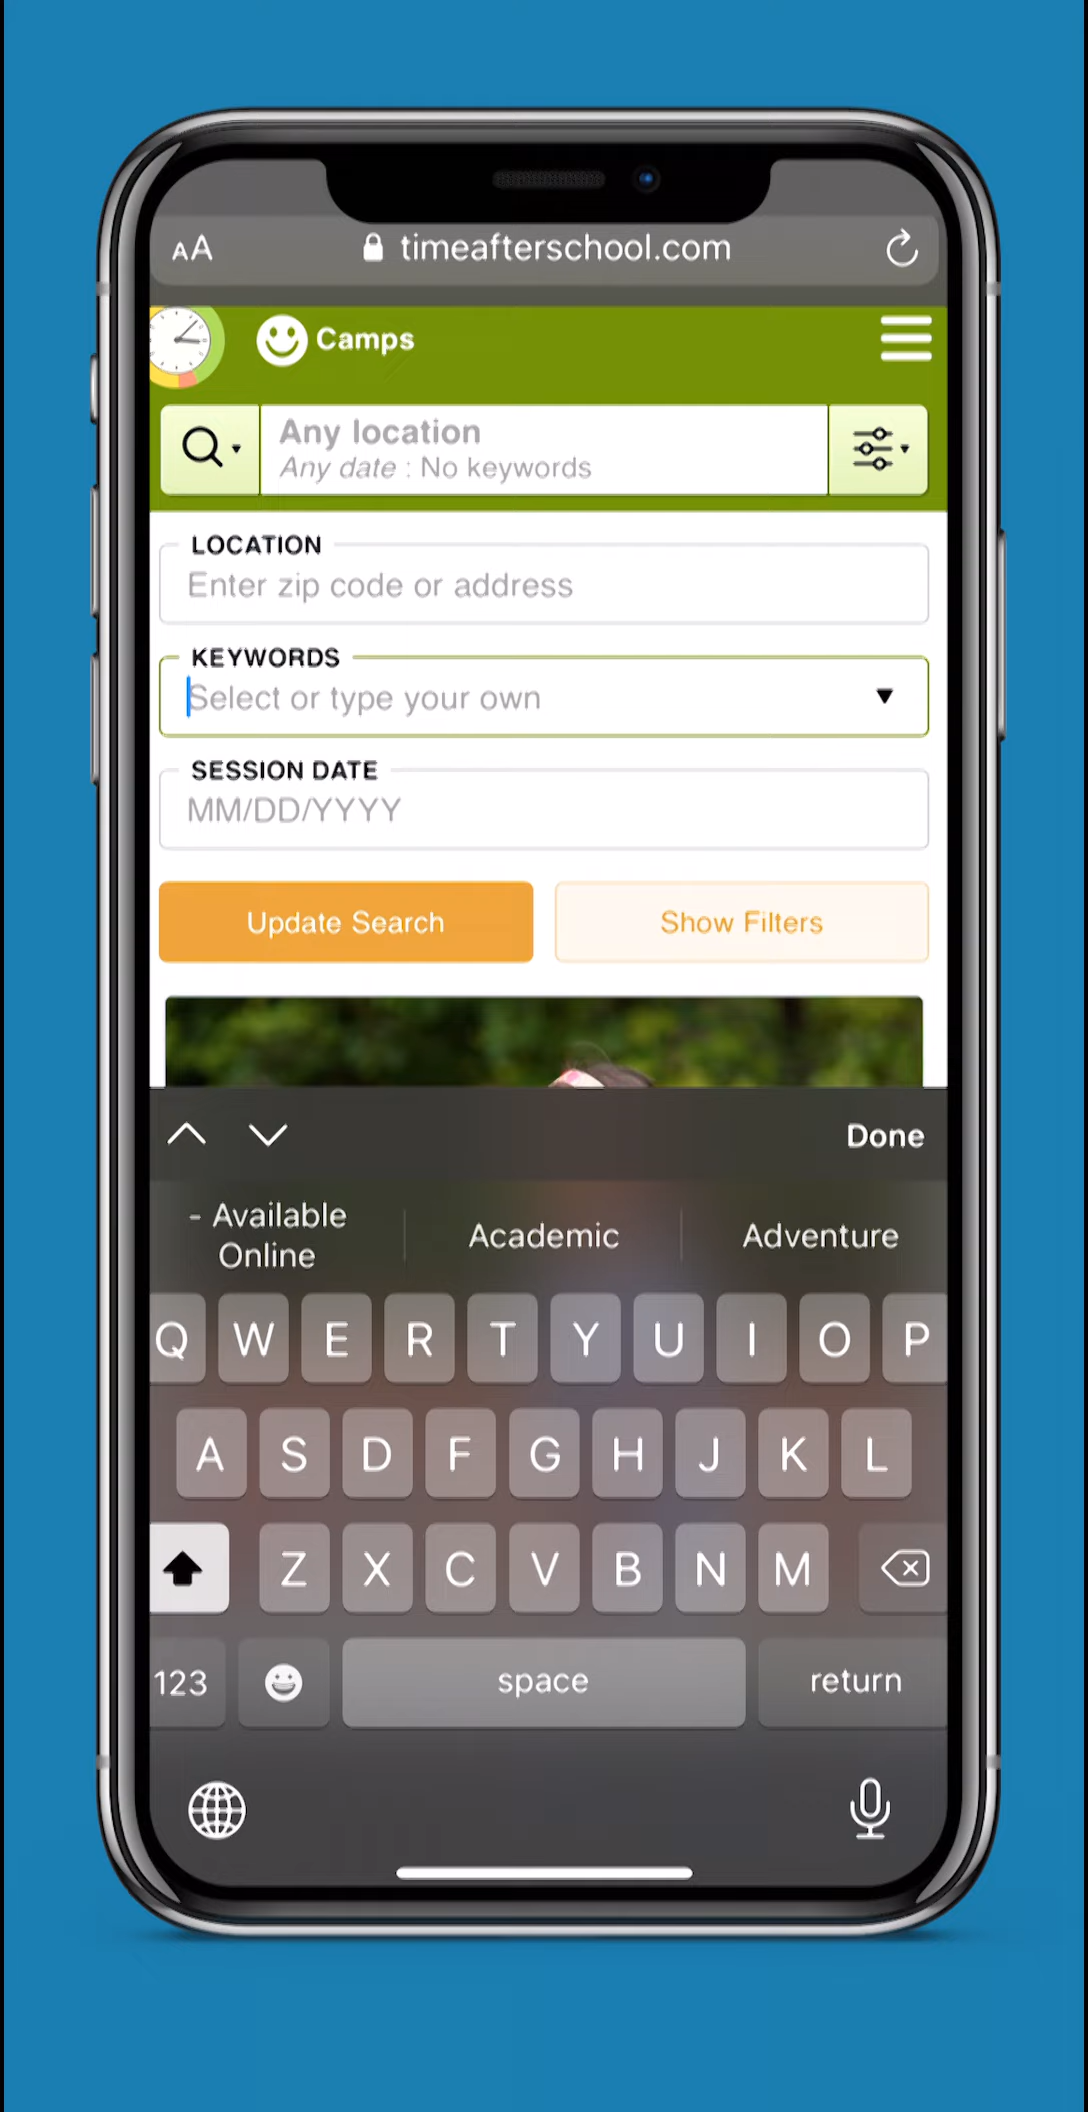 AA timeafterschool.com
Camps
Any location
Any date : No keywords
LOCATION
Enter zip code or address
KEYWORDS
Select or type your own
SESSION DATE
MM/DD/YYYY
Update Search Show Filters
Done
- Available
Online Academic Adventure
Q W E R T Y U I O P
A S D F G H J K L
Z X C V B N M
123 space return